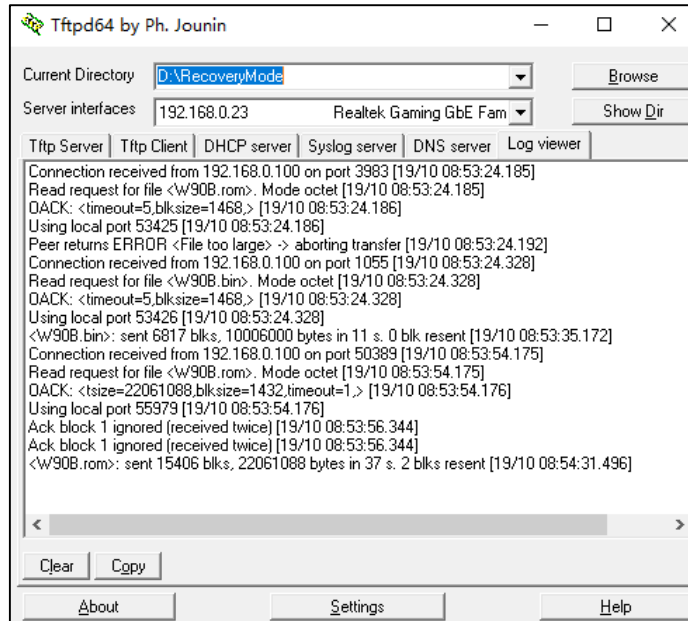 Tftpd64 by Ph. Jounin
Current Directory D:\RecoveryMode Browse
Server interfaces 192.168.0.23 Realtek Gaming GbE Fam Show Dir
Tftp Server Tftp Client DHCP server Syslog server DNS server Log viewer
Connection received from 192.168.0.100 on port 3983 [19/10 08:53:24.185]
Read request for file <W90B.rom>. Mode octet [19/10 08:53:24.185]
OACK: <timeout=5,blksize=1468,> [19/10 08:53:24.186]
Using local port 53425 [19/10 08:53:24.186]
Peer returns ERROR <File too large> -> aborting transfer [19/10 08:53:24.192]
Connection received from 192.168.0.100 on port 1055 [19/10 08:53:24.328]
Read request for file <W90B.bin>. Mode octet [19/10 08:53:24.328]
OACK: <timeout=5,blksize=1468,> [19/10 08:53:24.328]
Using local port 53426 [19/10 08:53:24.328]
<W90B.bin>: sent 6817 blks, 10006000 bytes in 11 s. 0 blk resent [19/10 08:53:35.172]
Connection received from 192.168.0.100 on port 50389 [19/10 08:53:54.175]
Read request for file <W90B.rom>. Mode octet [19/10 08:53:54.175]
OACK: <tsize=22061088,blksize=1432,timeout=1,> [19/10 08:53:54.176]
Using local port 55979 [19/10 08:53:54.176]
Ack block 1 ignored (received twice) [19/10 08:53:56.344]
Ack block 1 ignored (received twice) [19/10 08:53:56.344]
<W90B.rom>: sent 15406 blks, 22061088 bytes in 37 s. 2 blks resent [19/10 08:54:31.496]
Clear Copy
About Settings Help